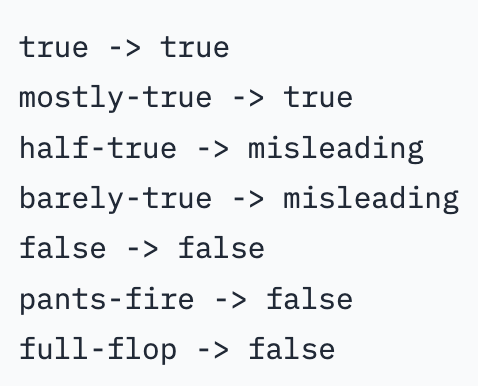 true -> true
mostly-true -> true
half-true -> misleading
barely-true -> misleading
false -> false
pants-fire -> false
full-flop -> false